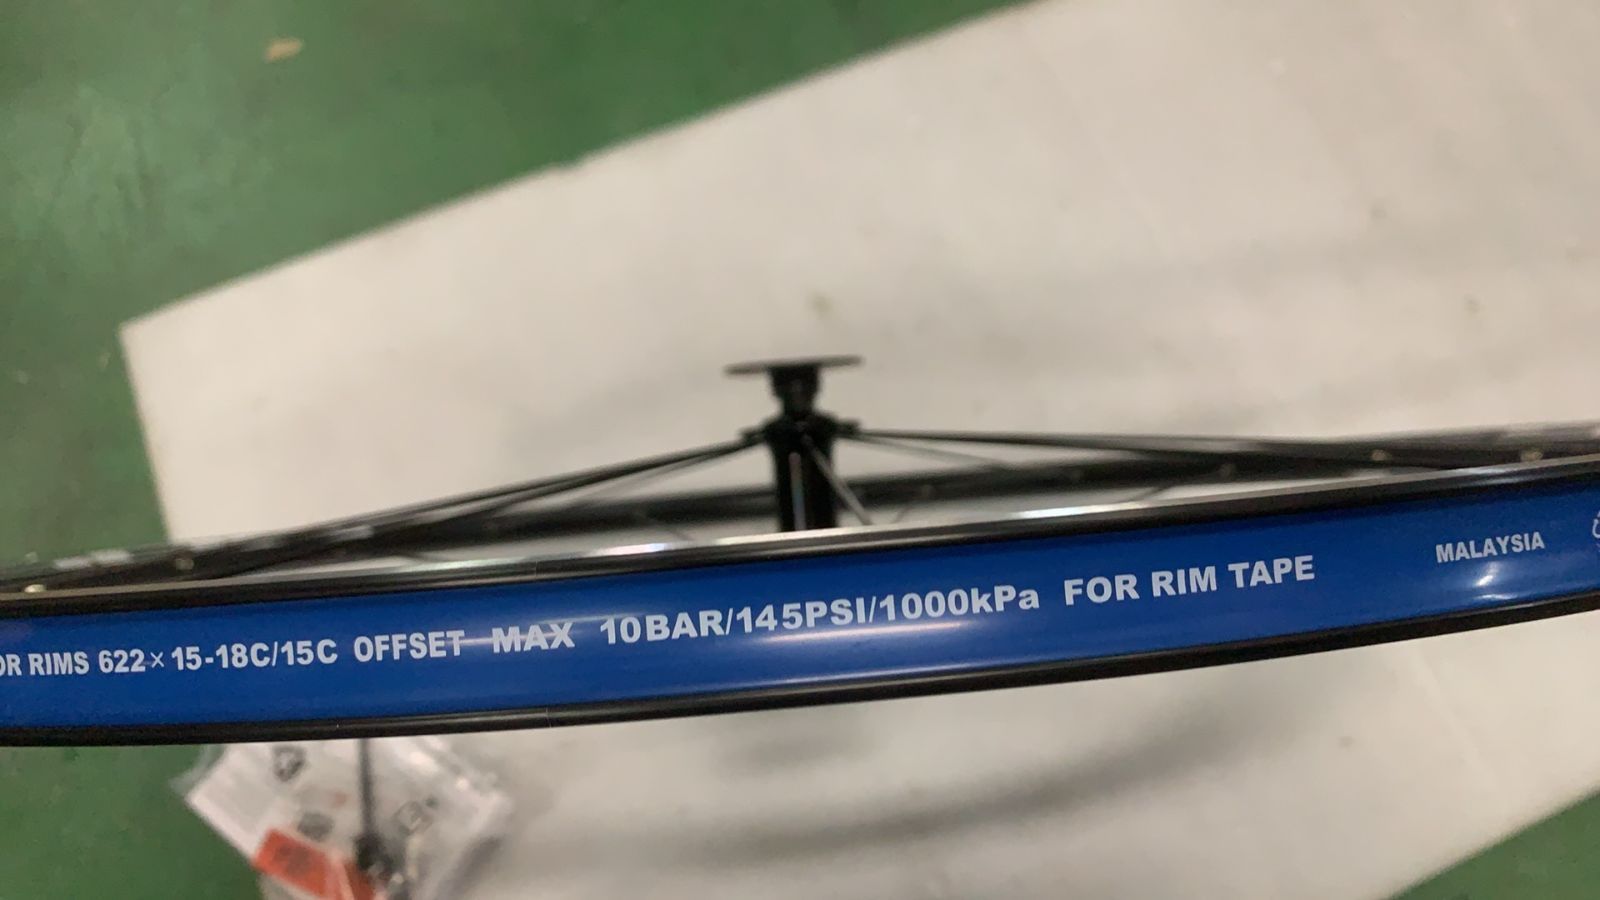 OR RIMS 622×15-18C/15C OFFSET MAX 10BAR/145PSI/1000kPa FOR RIM TAPE MALAYSIA